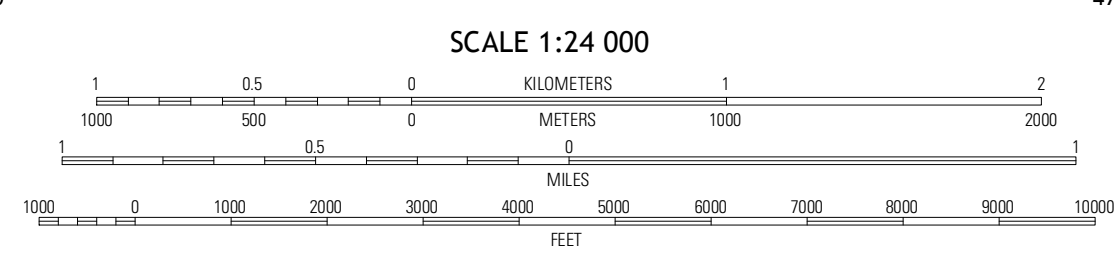 SCALE 1:24 000
1 0.5 0 KILOMETERS 1 2
1000 500 0 METERS 1000 2000
1 0.5 0 1
MILES
1000 0 1000 2000 3000 4000 5000 6000 7000 8000 9000 10000
FEET